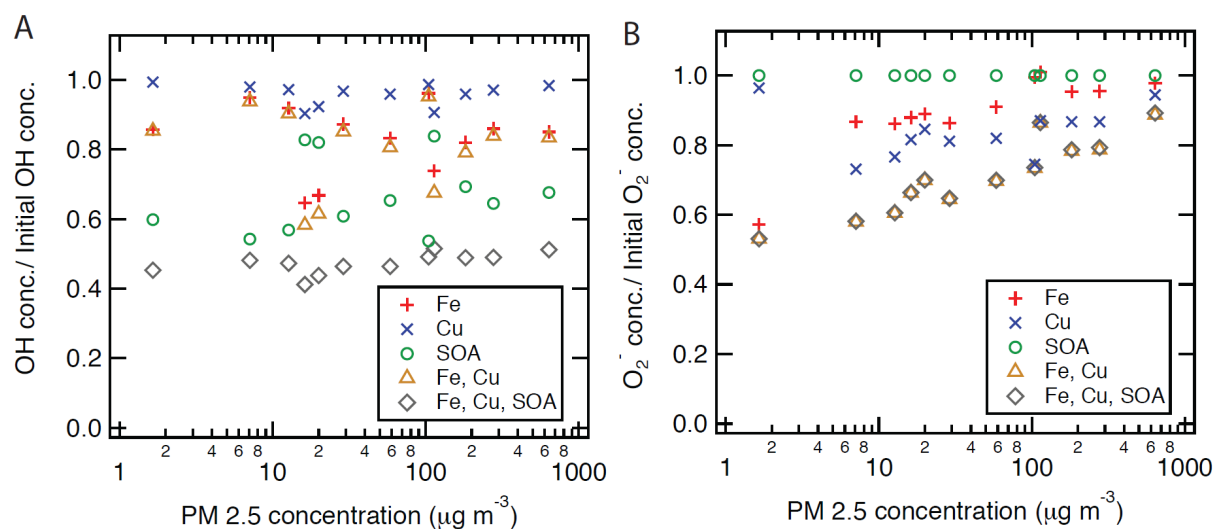 A
OH conc./ Initial OH conc.
1.0
0.8
0.6
0.4
0.2
0.0
Fe
Cu
SOA
Fe, Cu
Fe, Cu, SOA
2 4 6 8 2 4 6 8 2 4 6 8
1 10 100 1000
PM 2.5 concentration (µg m⁻³)
B
O₂⁻ conc./ Initial O₂⁻ conc.
1.0
0.8
0.6
0.4
0.2
0.0
Fe
Cu
SOA
Fe, Cu
Fe, Cu, SOA
2 4 6 8 2 4 6 8 2 4 6 8
1 10 100 1000
PM 2.5 concentration (µg m⁻³)